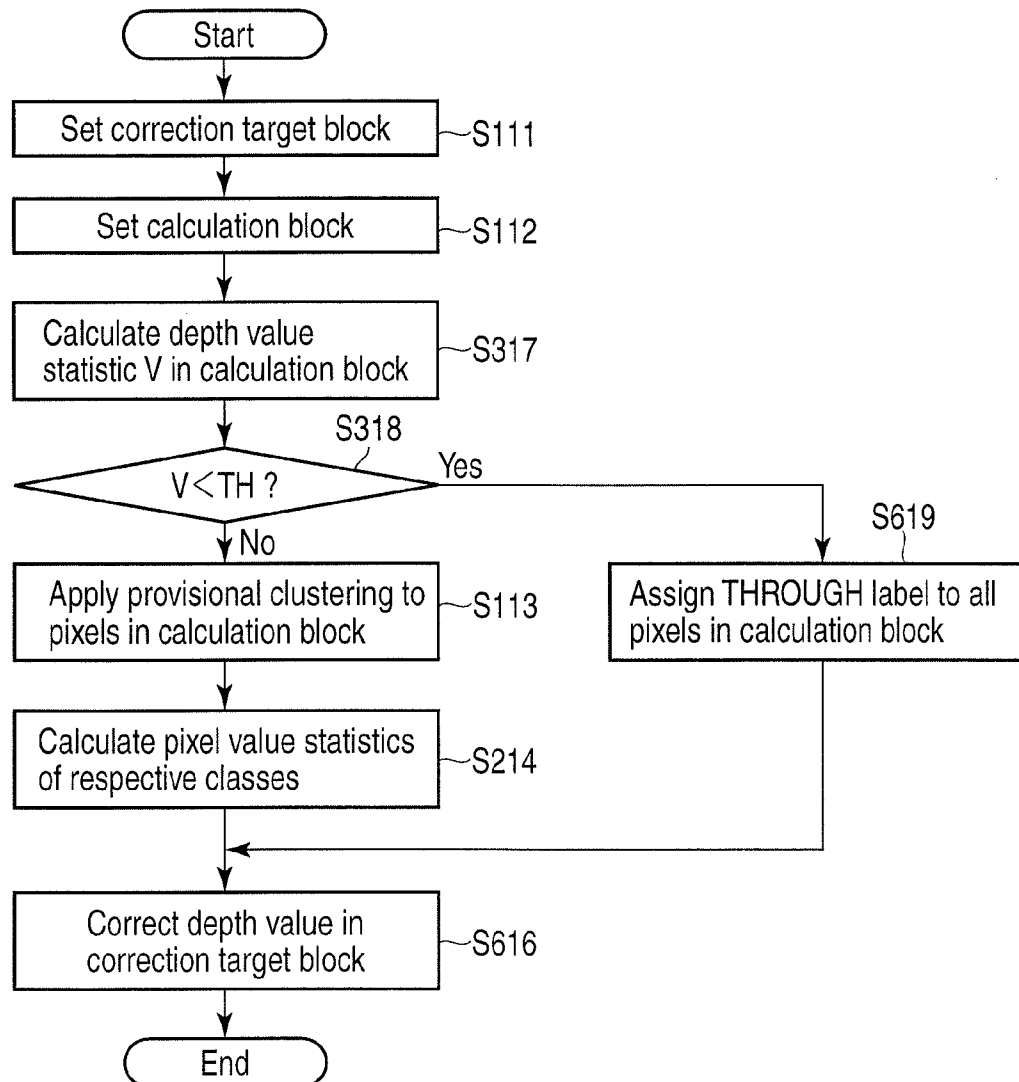 Start
Set correction target block
S111
Set calculation block
S112
Calculate depth value
statistic V in calculation block
S317
S318
V<TH ?
Yes
No
S619
Apply provisional clustering to
pixels in calculation block
S113
Assign THROUGH label to all
pixels in calculation block
Calculate pixel value statistics
of respective classes
S214
Correct depth value in
correction target block
S616
End